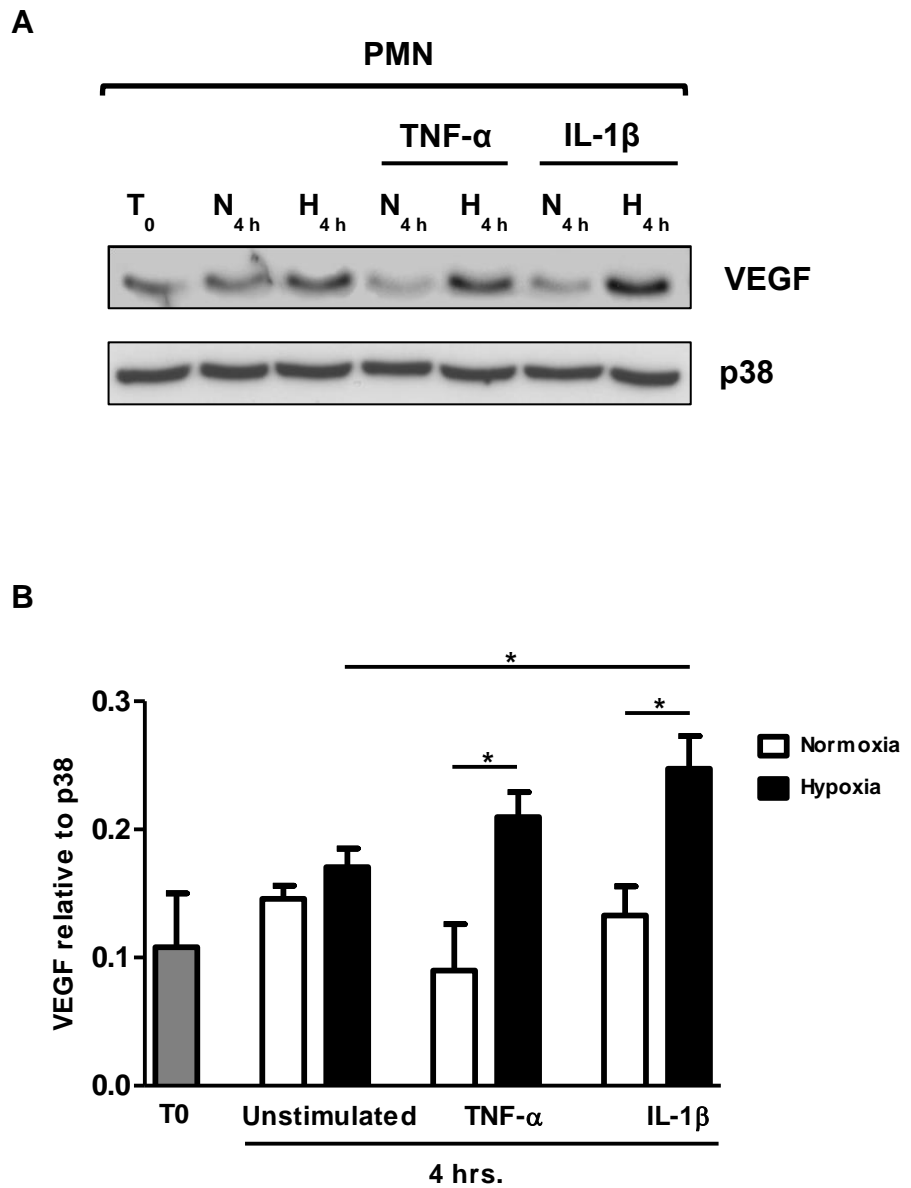 A
PMN
TNF-α IL-1β
T0 N4 h H4 h N4 h H4 h N4 h H4 h
VEGF
p38
B
*
0.3
*
*
Normoxia
Hypoxia
0.2
0.1
0.0
VEGF relative to p38
T0 Unstimulated TNF-α IL-1β
4 hrs.